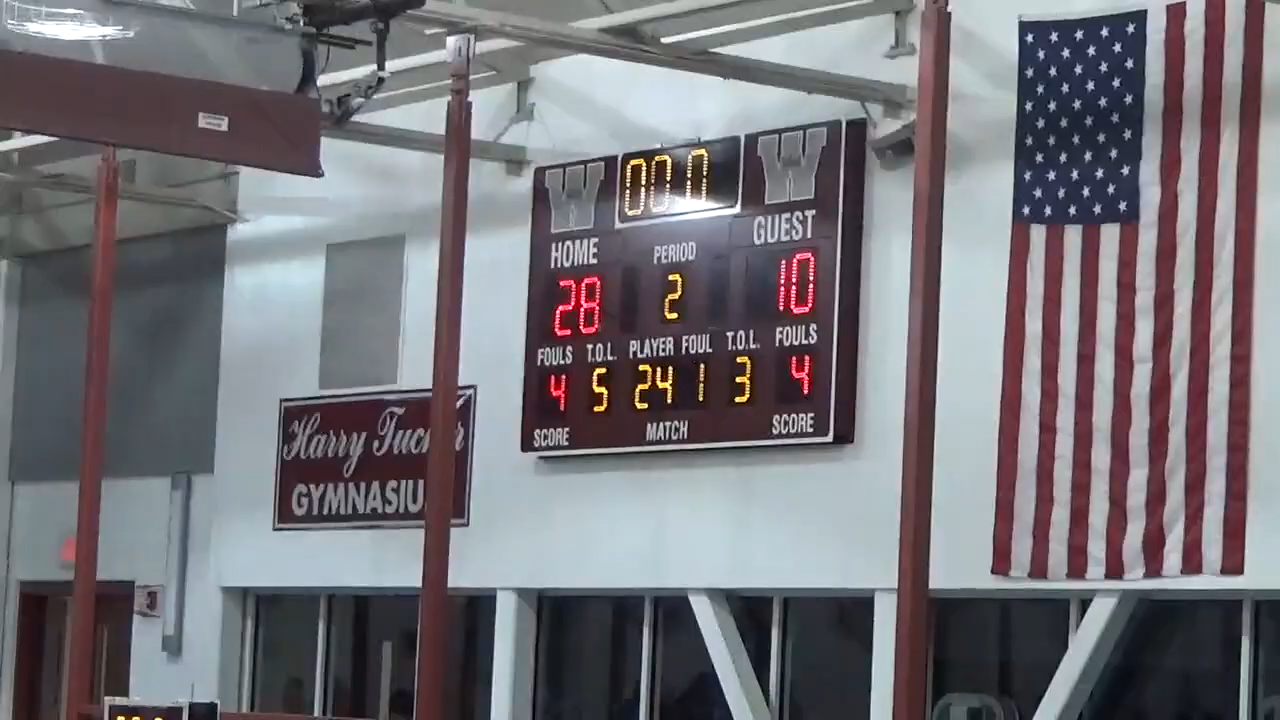 W 00.0 W
HOME PERIOD GUEST
28 2 10
FOULS T.O.L. PLAYER FOUL T.O.L. FOULS
4 5 24 1 3 4
SCORE MATCH SCORE
Harry
GYMNASIU